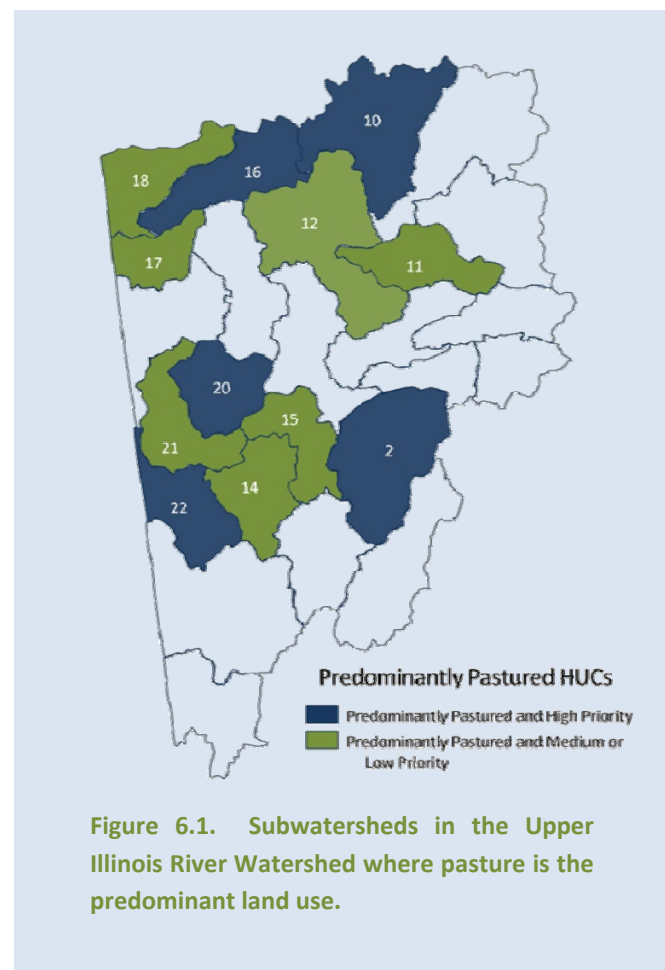 10
16
18
12
17
11
20
15
2
21
14
22
Predominantly Pastured HUCs
Predominantly Pastured and High Priority
Predominantly Pastured and Medium or
Low Priority
Figure 6.1. Subwatersheds in the Upper
Illinois River Watershed where pasture is the
predominant land use.